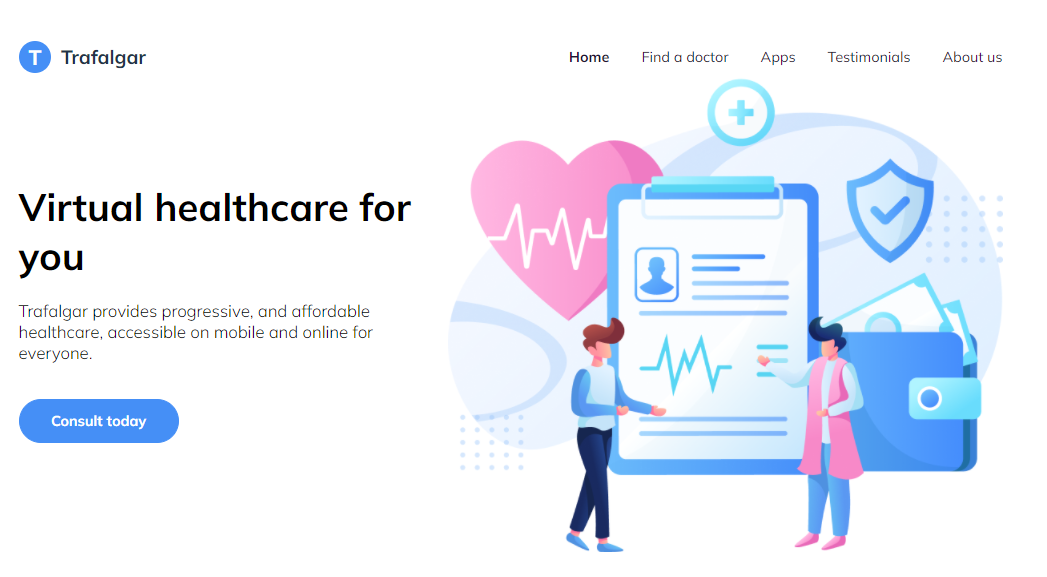 T Trafalgar
Home Find a doctor Apps Testimonials About us
Virtual healthcare for
you
Trafalgar provides progressive, and affordable
healthcare, accessible on mobile and online for
everyone.
Consult today